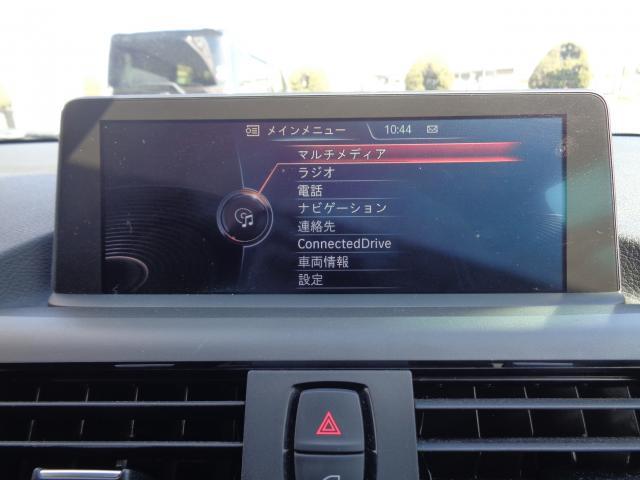 メインメニュー 10:44
マルチメディア
ラジオ
電話
ナビゲーション
連絡先
ConnectedDrive
車両情報
設定